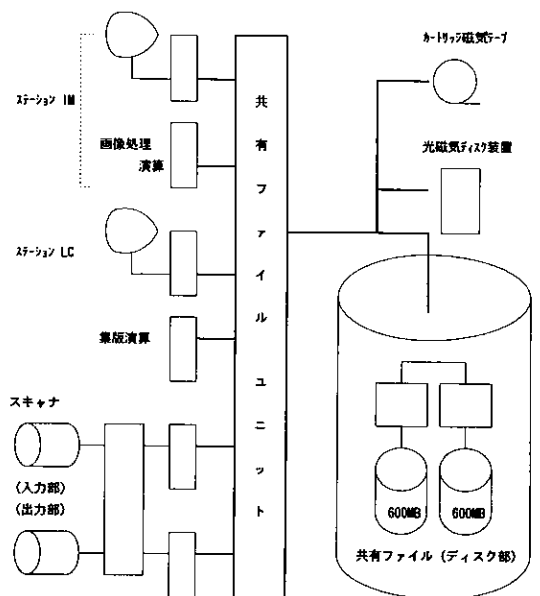 カートリッジ磁気テープ
ステーション IM
画像処理
演算
光磁気ディスク装置
ステーション LC
集版演算
スキャナ
(入力部)
(出力部)
共有ファイルユニット
600MB
600MB
共有ファイル (ディスク部)